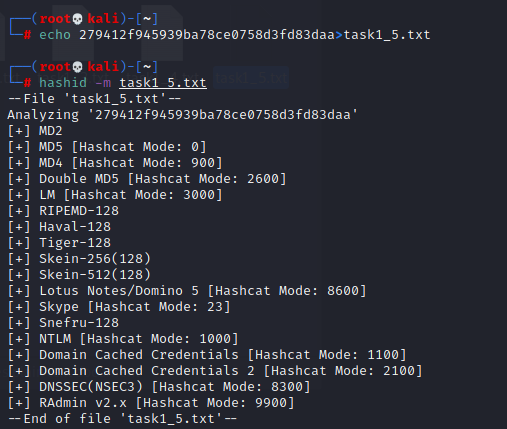 ┌──(root💀kali)-[~]
└─# echo 279412f945939ba78ce0758d3fd83daa>task1_5.txt
┌──(root💀kali)-[~]
└─# hashid -m task1_5.txt
--File 'task1_5.txt'--
Analyzing '279412f945939ba78ce0758d3fd83daa'
[+] MD2
[+] MD5 [Hashcat Mode: 0]
[+] MD4 [Hashcat Mode: 900]
[+] Double MD5 [Hashcat Mode: 2600]
[+] LM [Hashcat Mode: 3000]
[+] RIPEMD-128
[+] Haval-128
[+] Tiger-128
[+] Skein-256(128)
[+] Skein-512(128)
[+] Lotus Notes/Domino 5 [Hashcat Mode: 8600]
[+] Skype [Hashcat Mode: 23]
[+] Snefru-128
[+] NTLM [Hashcat Mode: 1000]
[+] Domain Cached Credentials [Hashcat Mode: 1100]
[+] Domain Cached Credentials 2 [Hashcat Mode: 2100]
[+] DNSSEC(NSEC3) [Hashcat Mode: 8300]
[+] RAdmin v2.x [Hashcat Mode: 9900]
--End of file 'task1_5.txt'--